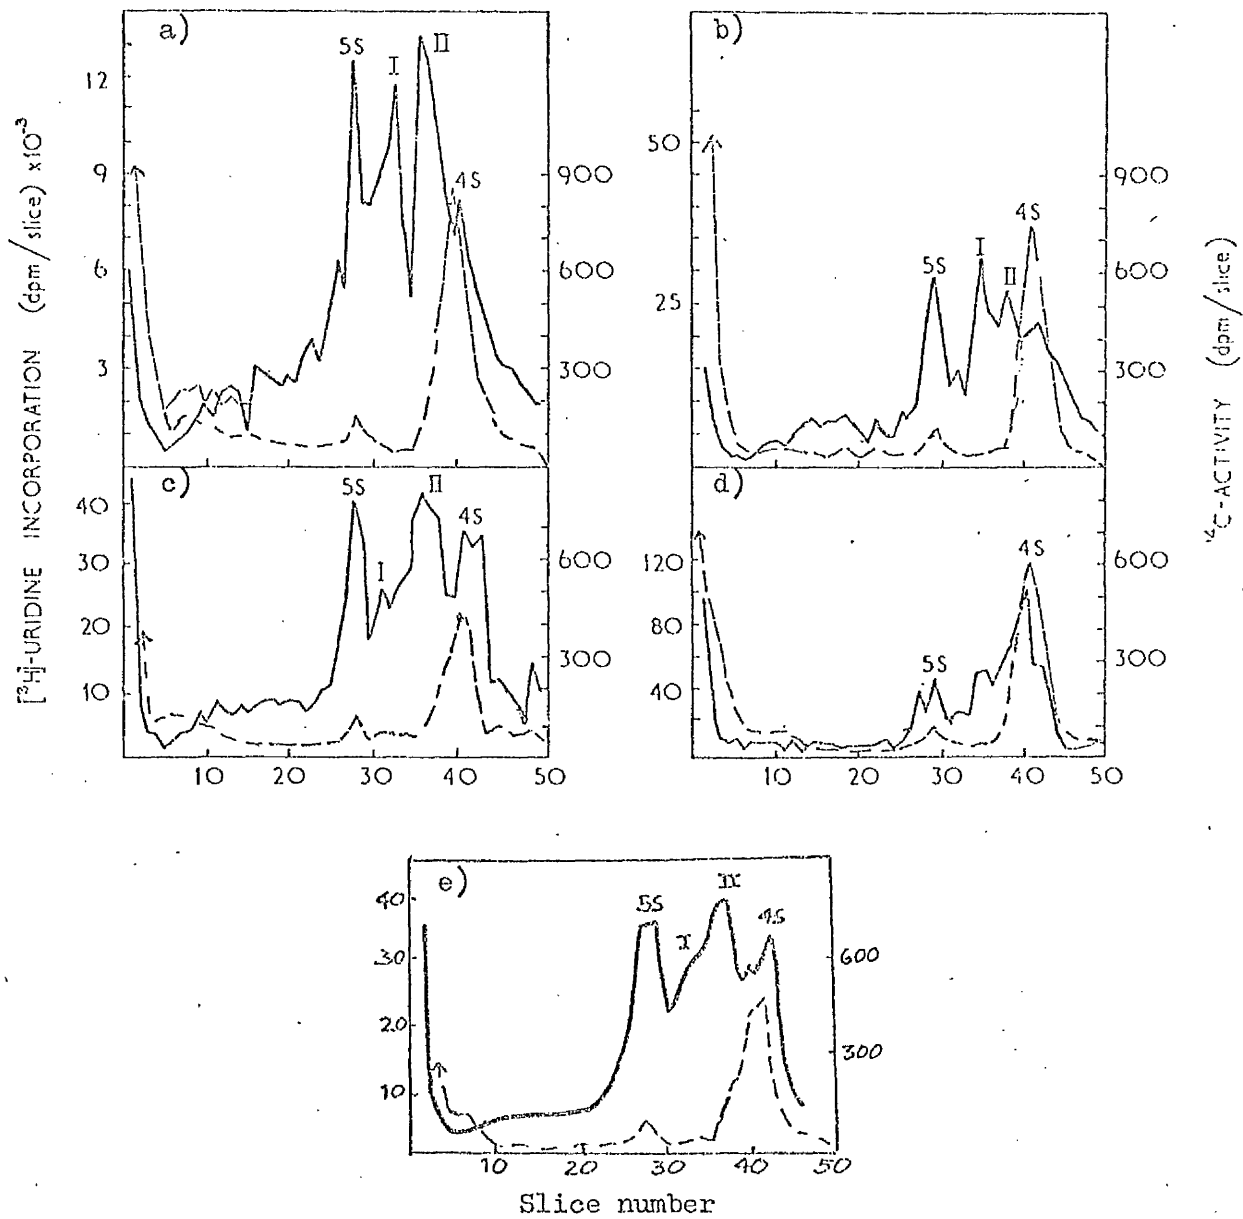 a)
5S
I
II
4S
12
9
6
3
900
600
300
b)
5S
I
II
4S
50
25
900
600
300
c)
5S
I
II
4S
40
30
20
10
600
300
10 20 30 40 50
d)
5S
4S
120
80
40
600
300
10 20 30 40 50
[³H]-URIDINE INCORPORATION (dpm/slice) x10⁻³
¹⁴C-ACTIVITY (dpm/slice)
e)
5S
I
II
4S
40
30
20
10
600
300
10 20 30 40 50
Slice number